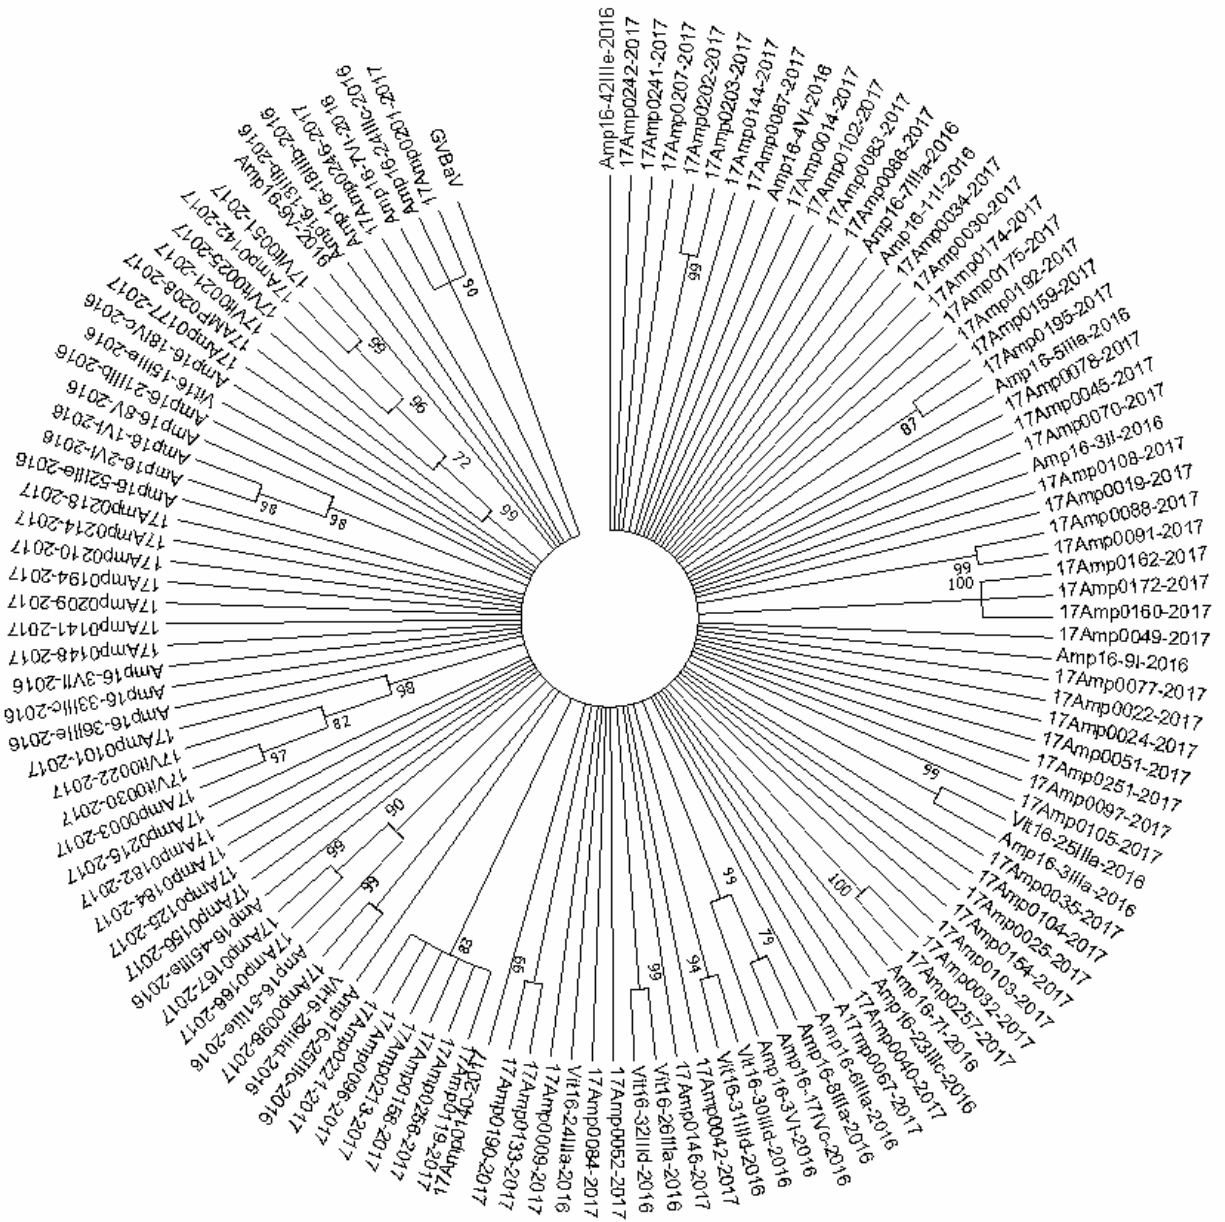 Amp16-42IIIe-2016
17Amp0242-2017
17Amp0241-2017
17Amp0207-2017
17Amp0202-2017
17Amp0203-2017
17Amp0144-2017
17Amp0087-2017
Amp16-4VI-2016
17Amp0014-2017
17Amp0102-2017
17Amp0083-2017
17Amp0086-2017
Amp16-7IIIa-2016
Amp16-11I-2016
17Amp0034-2017
17Amp0030-2017
17Amp0174-2017
17Amp0175-2017
17Amp0192-2017
17Amp0159-2017
17Amp0195-2017
Amp16-5IIIa-2016
17Amp0078-2017
17Amp0045-2017
17Amp0070-2017
Amp16-3II-2016
17Amp0108-2017
17Amp0019-2017
17Amp0088-2017
17Amp0091-2017
17Amp0162-2017
17Amp0172-2017
17Amp0160-2017
17Amp0049-2017
Amp16-9I-2016
17Amp0077-2017
17Amp0022-2017
17Amp0024-2017
17Amp0051-2017
17Amp0251-2017
17Amp0097-2017
17Amp0105-2017
Vit16-25IIIa-2016
Amp16-3IIIa-2016
17Amp0035-2017
17Amp0104-2017
17Amp0025-2017
17Amp0154-2017
17Amp0103-2017
17Amp0032-2017
17Amp0257-2017
Amp16-7I-2016
Amp16-23IIIc-2016
17Amp0040-2017
A17mp0067-2017
Amp16-6IIIa-2016
Amp16-8IIIa-2016
Amp16-17IVc-2016
Amp16-3VI-2016
Vit16-30IIId-2016
Vit16-31IIId-2016
17Amp0042-2017
17Amp0146-2017
Vit16-26IIIa-2016
Vit16-32IIId-2016
17Amp0052-2017
17Amp0084-2017
Vit16-24IIIa-2016
17Amp0009-2017
17Amp0133-2017
17Amp0190-2017
17Amp0119-2017
17Amp0256-2017
17Amp0158-2017
17Amp0213-2017
17Amp0096-2017
17Amp0221-2017
Amp16-25IIIc-2016
Vit16-29IIId-2016
17Amp0098-2017
Amp16-51IIIe-2016
17Amp0166-2017
17Amp0167-2017
Amp16-45IIIe-2016
17Amp0156-2017
17Amp0125-2017
17Amp0184-2017
17Amp0182-2017
17Amp0215-2017
17Amp0003-2017
17Vit0030-2017
17Vit0022-2017
17Amp0101-2017
Amp16-36IIIe-2016
Amp16-33IIIc-2016
Amp16-3VII-2016
17Amp0148-2017
17Amp0141-2017
17Amp0209-2017
17Amp0194-2017
17Amp0210-2017
17Amp0214-2017
17Amp0218-2017
Amp16-52IIIe-2016
Amp16-2VI-2016
Amp16-1VI-2016
Amp16-8V-2016
Amp16-21IIIb-2016
Vit16-15IIIe-2016
Amp16-18IVc-2016
17Amp0177-2017
17AMP0208-2017
17Vit0021-2017
17Vit0025-2017
17Amp0142-2017
17Vit0051-2017
Amp16-9V-2016
Amp16-13IIIb-2016
Amp16-18IIIb-2016
17Amp0246-2017
Amp16-7VI-2016
Amp16-24IIIc-2016
17Amp0201-2017
GVBaV
99
87
99
100
99
100
99
79
94
99
99
83
99
99
90
97
82
98
98
98
99
72
96
99
90